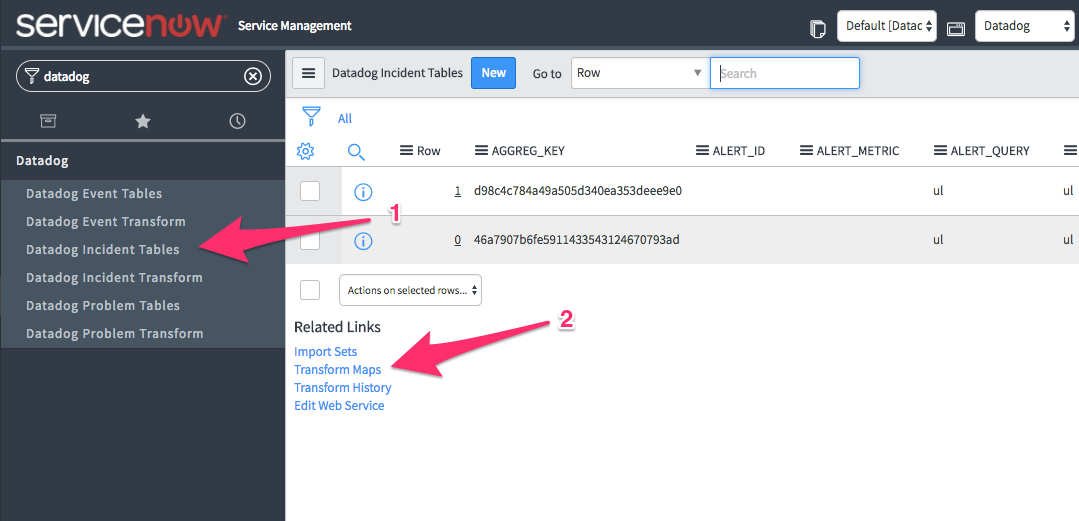 servicenow Service Management Default [Datac Datadog
datadog
Datadog Incident Tables New Go to Row Search
All
Row AGGREG_KEY ALERT_ID ALERT_METRIC ALERT_QUERY
Datadog
Datadog Event Tables
Datadog Event Transform
Datadog Incident Tables
Datadog Incident Transform
Datadog Problem Tables
Datadog Problem Transform
1 d98c4c784a49a505d340ea353deee9e0 ul ul
1
0 46a7907b6fe5911433543124670793ad ul ul
Actions on selected rows...
2
Related Links
Import Sets
Transform Maps
Transform History
Edit Web Service